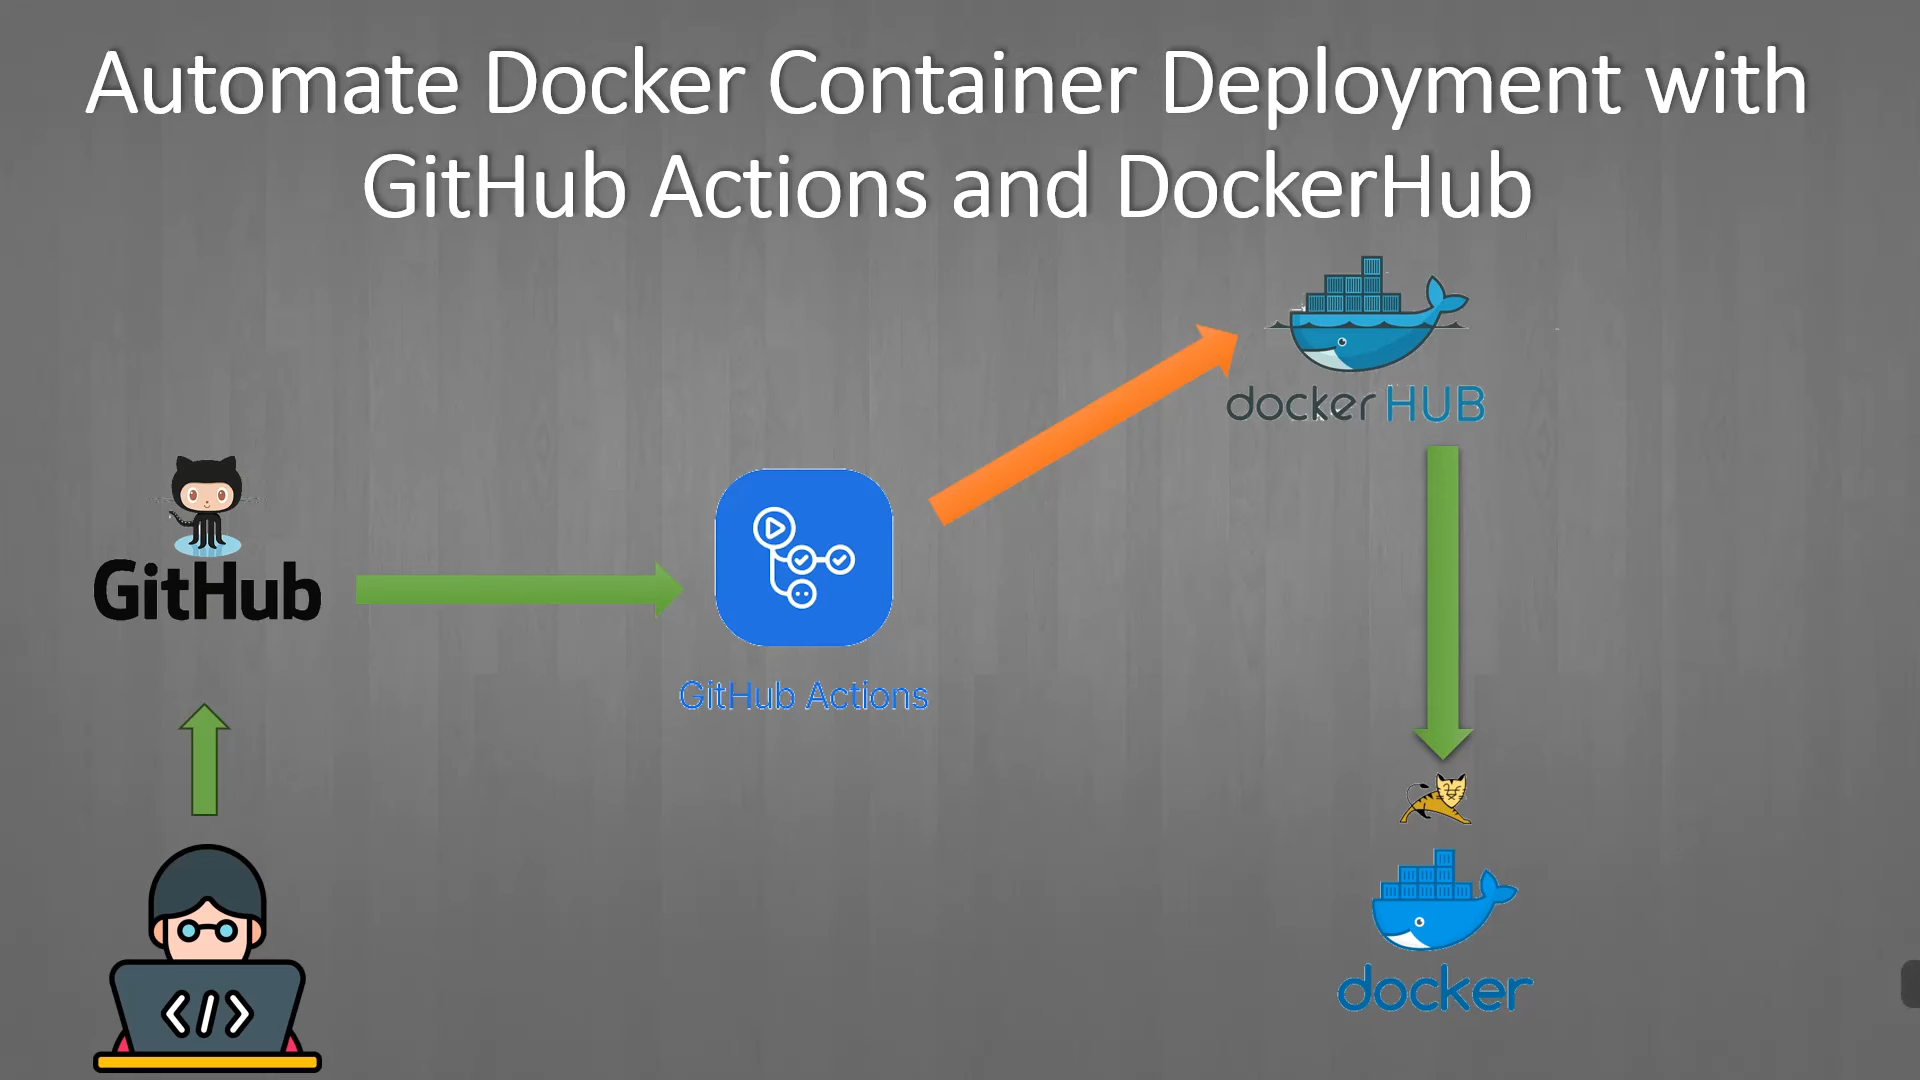 Automate Docker Container Deployment with
GitHub Actions and DockerHub
docker HUB
GitHub
GitHub Actions
</>
docker